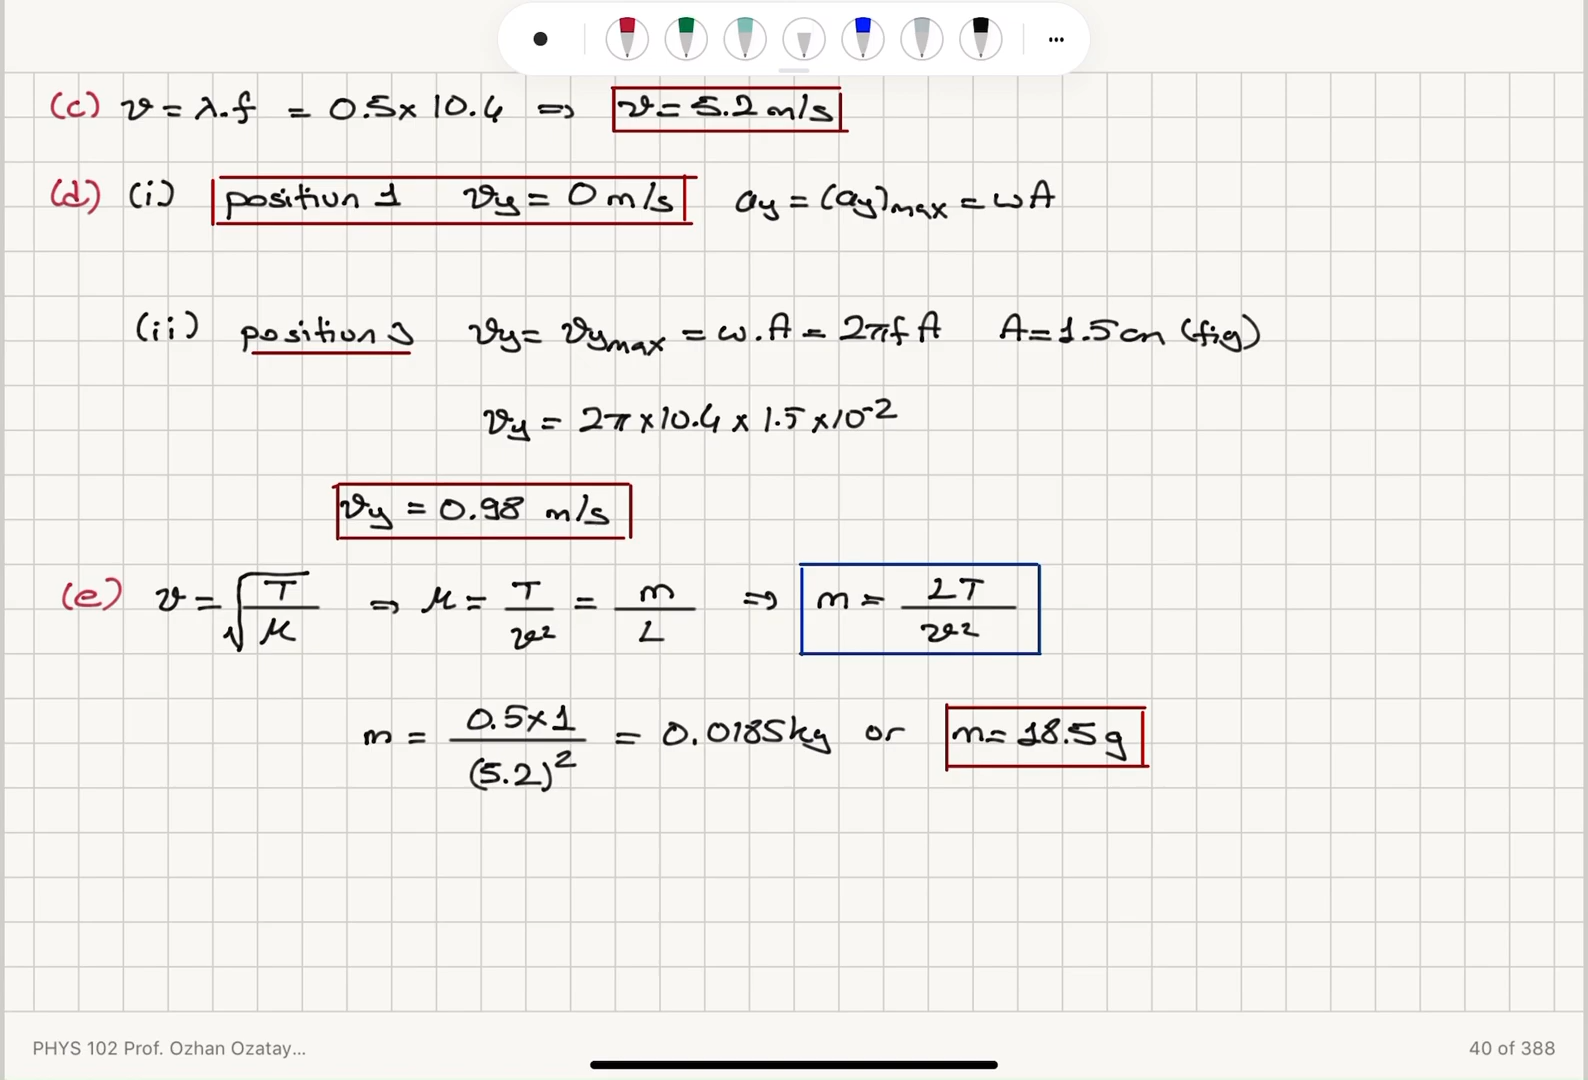 (c) v = λ.f = 0.5 x 10.4 ⇒ v = 5.2 m/s
(d) (i) position 1 vy = 0 m/s ay = (ay)max = ωA
(ii) position 3 vy = vymax = ω.A = 2πfA A = 1.5 cm (fig)
vy = 2π x 10.4 x 1.5 x 10^-2
vy = 0.98 m/s
(e) v = √(T/μ) ⇒ μ = T/v² = m/L ⇒ m = LT/v²
m = 0.5x1/(5.2)² = 0.0185 kg or m = 18.5 g
PHYS 102 Prof. Ozhan Ozatay...
40 of 388